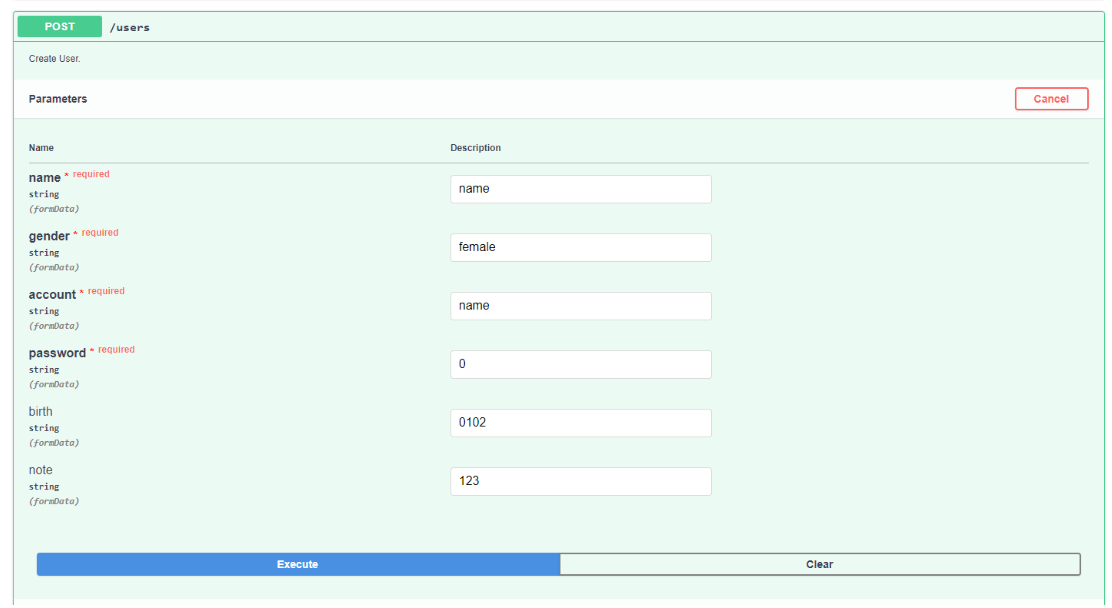 POST /users
Create User.
Parameters Cancel
Name Description
name * required name
string
(formData)
gender * required female
string
(formData)
account * required name
string
(formData)
password * required 0
string
(formData)
birth 0102
string
(formData)
note 123
string
(formData)
Execute Clear